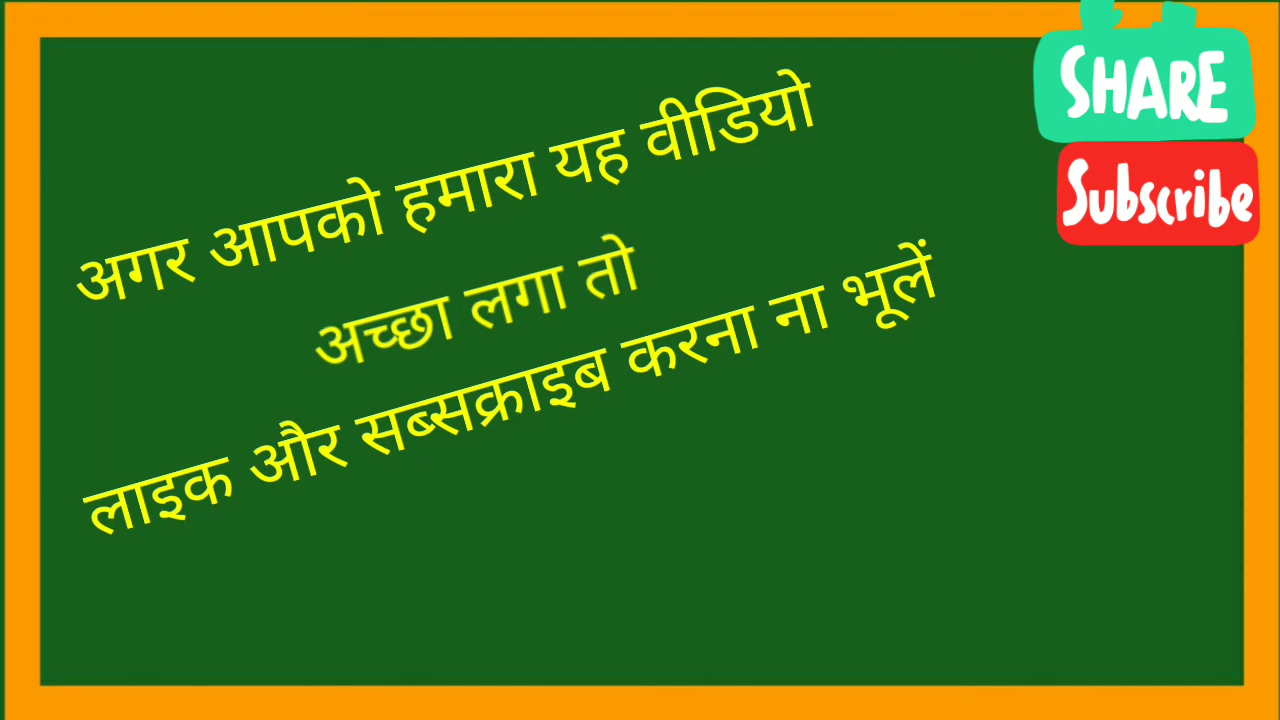 अगर आपको हमारा यह वीडियो
अच्छा लगा तो
लाइक और सब्सक्राइब करना ना भूलें
SHARE
Subscribe